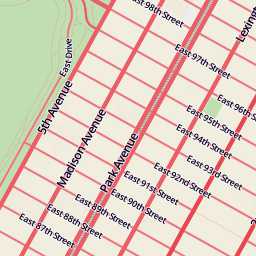 East 98th Street
Lexin
East Drive
East 97th Street
5th Avenue
East 96th
Madison Avenue
East 95th Street
Park Avenue
East 94th Street
East 93rd Street
East 92nd Street
East 91st Street
East 90th Street
East 89th Street
East 88th Street
East 87th Street